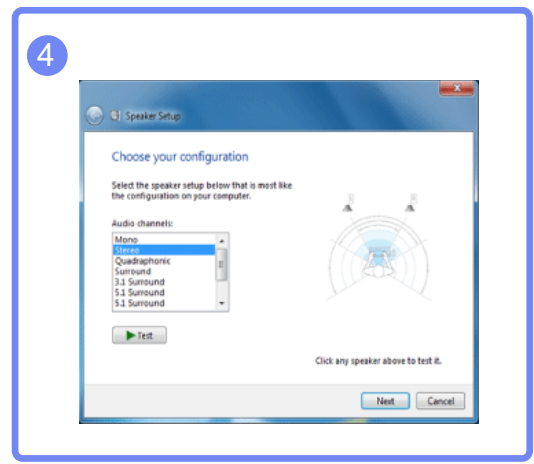 4
Speaker Setup
Choose your configuration
Select the speaker setup below that is most like
the configuration on your computer.
Audio channels:
Mono
Stereo
Quadraphonic
Surround
3.1 Surround
5.1 Surround
5.1 Surround
Test
Click any speaker above to test it.
Next
Cancel